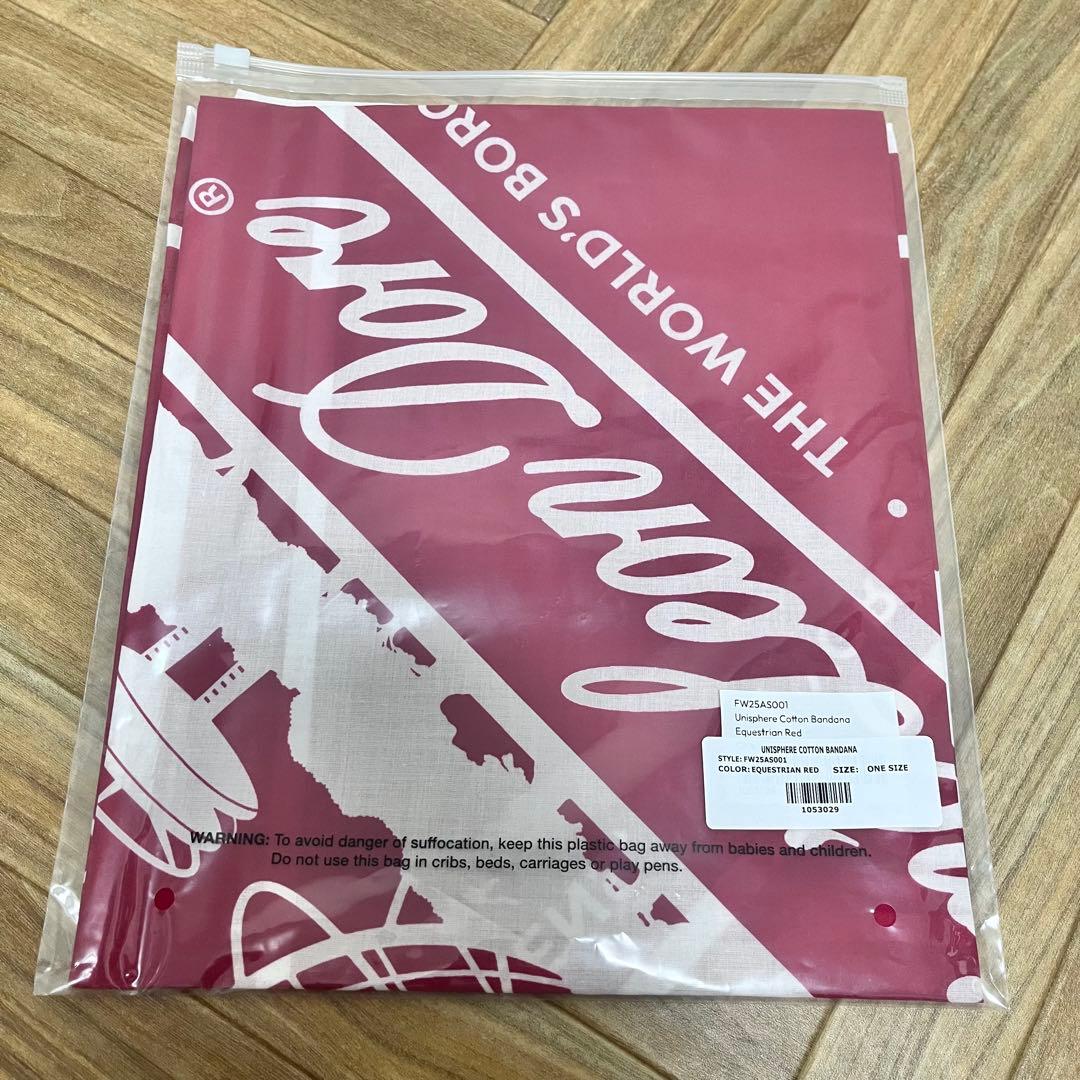 THE WORLD'S BORO
Leon Dore
®
FW25AS001
Unisphere Cotton Bandana
Equestrian Red
UNISPHERE COTTON BANDANA
STYLE: FW25AS001
COLOR: EQUESTRIAN RED SIZE: ONE SIZE
1053029
WARNING: To avoid danger of suffocation, keep this plastic bag away from babies and children.
Do not use this bag in cribs, beds, carriages or play pens.